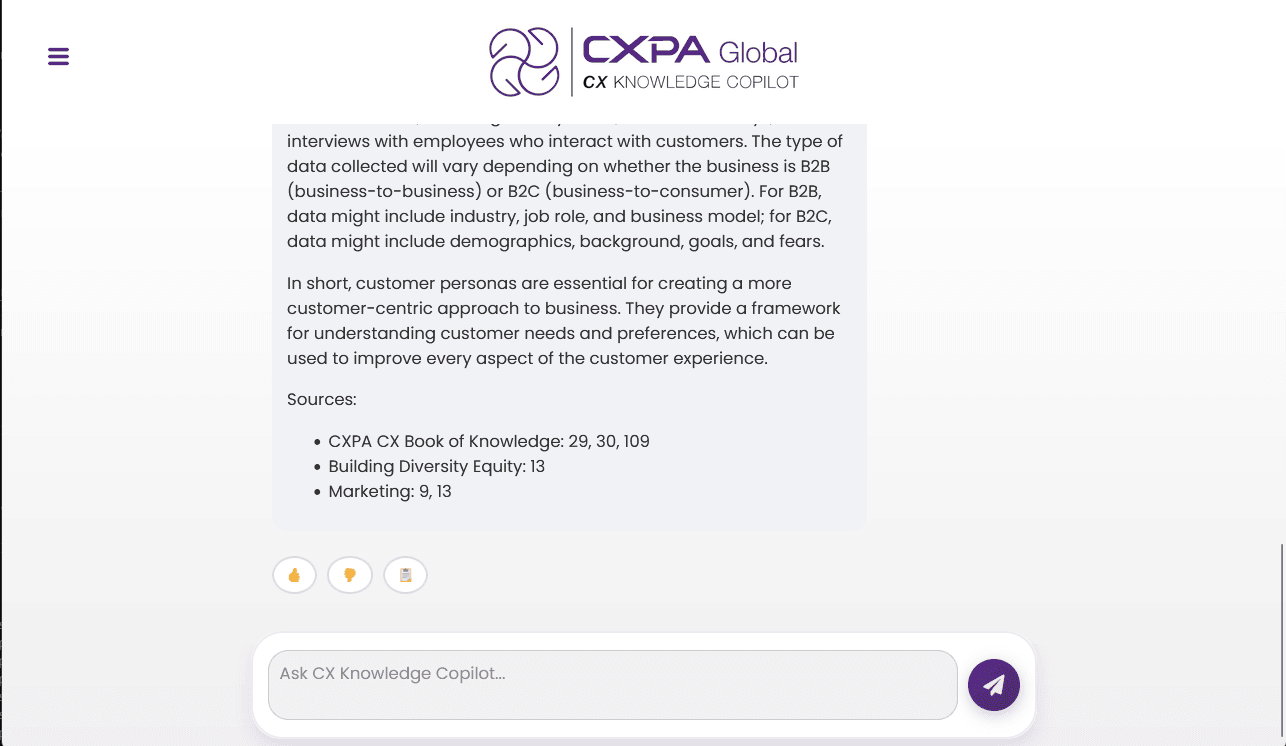 CXPA Global
CX KNOWLEDGE COPILOT
interviews with employees who interact with customers. The type of
data collected will vary depending on whether the business is B2B
(business-to-business) or B2C (business-to-consumer). For B2B,
data might include industry, job role, and business model; for B2C,
data might include demographics, background, goals, and fears.
In short, customer personas are essential for creating a more
customer-centric approach to business. They provide a framework
for understanding customer needs and preferences, which can be
used to improve every aspect of the customer experience.
Sources:
• CXPA CX Book of Knowledge: 29, 30, 109
• Building Diversity Equity: 13
• Marketing: 9, 13
Ask CX Knowledge Copilot...